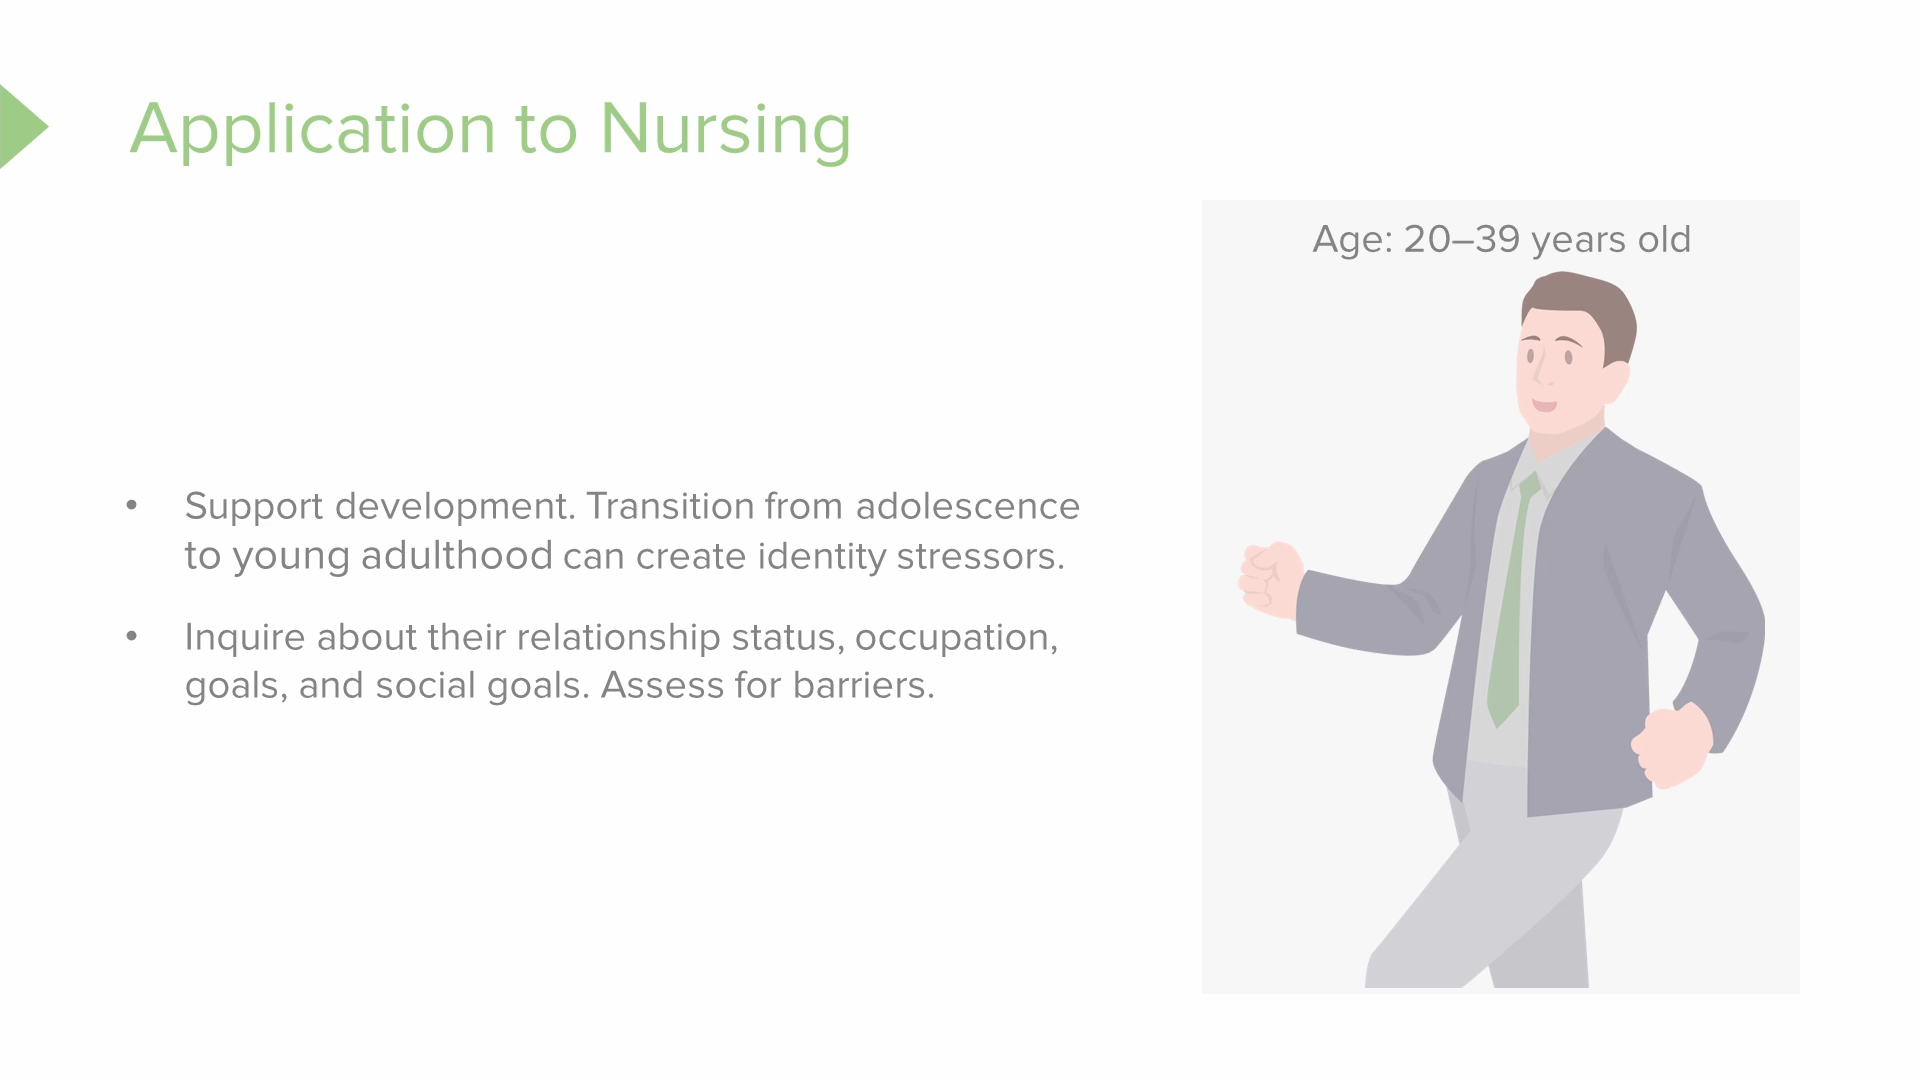 Application to Nursing
Age: 20–39 years old
• Support development. Transition from adolescence
to young adulthood can create identity stressors.
• Inquire about their relationship status, occupation,
goals, and social goals. Assess for barriers.